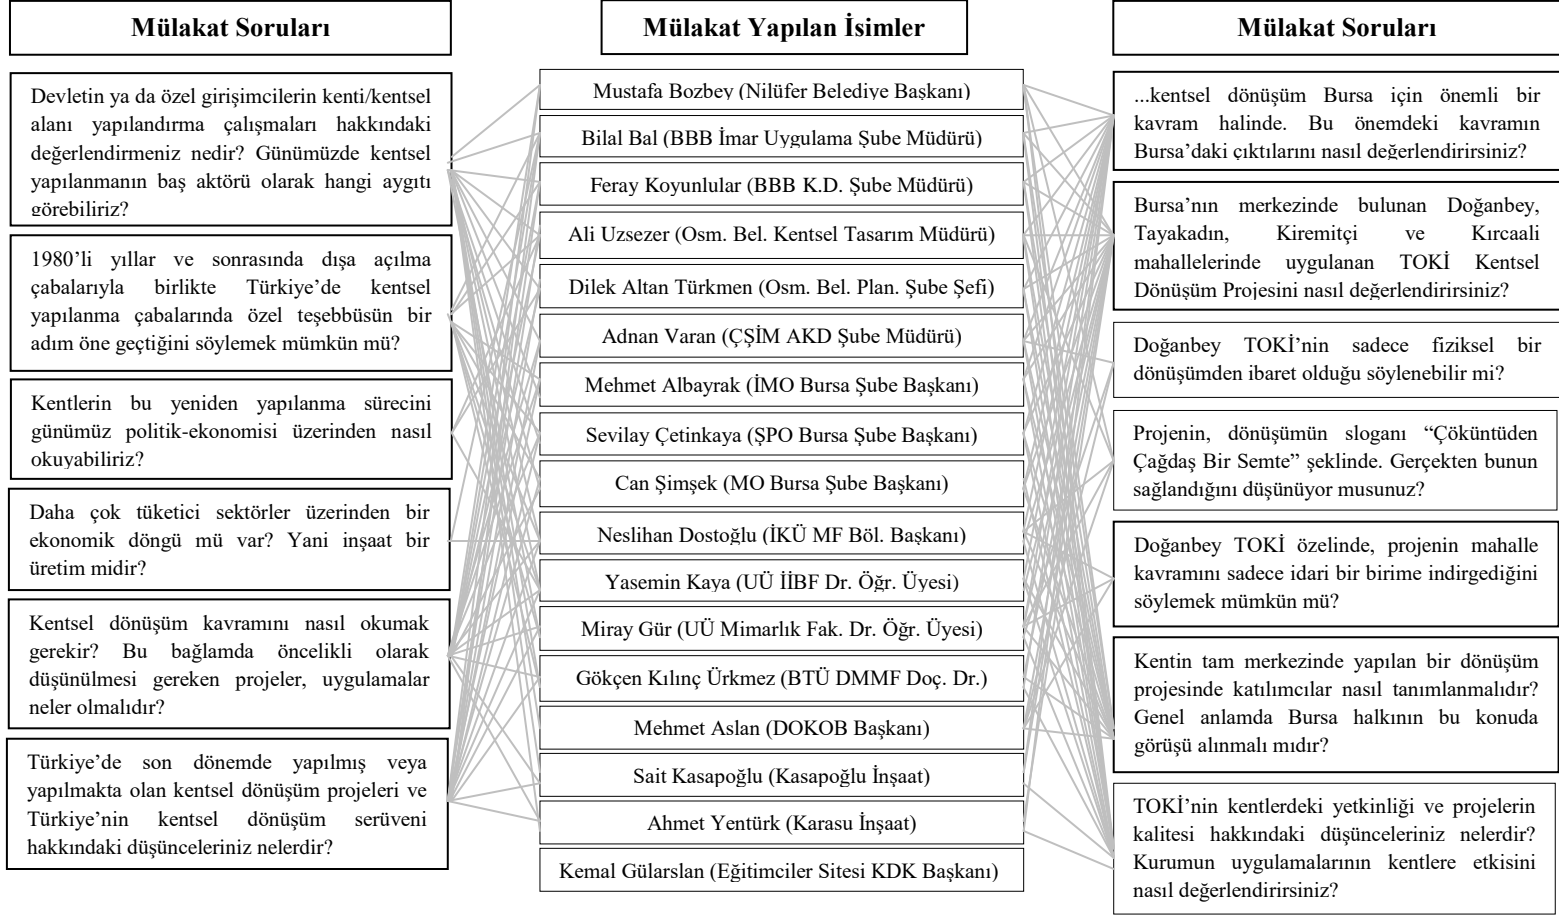 Mülakat Soruları
Devletin ya da özel girişimcilerin kenti/kentsel
alanı yapılandırma çalışmaları hakkındaki
değerlendirmeniz nedir? Günümüzde kentsel
yapılanmanın baş aktörü olarak hangi aygıtı
görebiliriz?
1980’li yıllar ve sonrasında dışa açılma
çabalarıyla birlikte Türkiye’de kentsel
yapılanma çabalarında özel teşebbüsün bir
adım öne geçtiğini söylemek mümkün mü?
Kentlerin bu yeniden yapılanma sürecini
günümüz politik-ekonomisi üzerinden nasıl
okuyabiliriz?
Daha çok tüketici sektörler üzerinden bir
ekonomik döngü mü var? Yani inşaat bir
üretim midir?
Kentsel dönüşüm kavramını nasıl okumak
gerekir? Bu bağlamda öncelikli olarak
düşünülmesi gereken projeler, uygulamalar
neler olmalıdır?
Türkiye’de son dönemde yapılmış veya
yapılmakta olan kentsel dönüşüm projeleri ve
Türkiye’nin kentsel dönüşüm serüveni
hakkındaki düşünceleriniz nelerdir?
Mülakat Yapılan İsimler
Mustafa Bozbey (Nilüfer Belediye Başkanı)
Bilal Bal (BBB İmar Uygulama Şube Müdürü)
Feray Koyunlular (BBB K.D. Şube Müdürü)
Ali Uzsezer (Osm. Bel. Kentsel Tasarım Müdürü)
Dilek Altan Türkmen (Osm. Bel. Plan. Şube Şefi)
Adnan Varan (ÇŞİM AKD Şube Müdürü)
Mehmet Albayrak (İMO Bursa Şube Başkanı)
Sevilay Çetinkaya (ŞPO Bursa Şube Başkanı)
Can Şimşek (MO Bursa Şube Başkanı)
Neslihan Dostoğlu (İKÜ MF Böl. Başkanı)
Yasemin Kaya (UÜ İİBF Dr. Öğr. Üyesi)
Miray Gür (UÜ Mimarlık Fak. Dr. Öğr. Üyesi)
Gökçen Kılınç Ürkmez (BTÜ DMMF Doç. Dr.)
Mehmet Aslan (DOKOB Başkanı)
Sait Kasapoğlu (Kasapoğlu İnşaat)
Ahmet Yentürk (Karasu İnşaat)
Kemal Gülarslan (Eğitimciler Sitesi KDK Başkanı)
Mülakat Soruları
...kentsel dönüşüm Bursa için önemli bir
kavram halinde. Bu önemdeki kavramın
Bursa’daki çıktılarını nasıl değerlendirirsiniz?
Bursa’nın merkezinde bulunan Doğanbey,
Tayakadın, Kiremitçi ve Kırcaali
mahallelerinde uygulanan TOKİ Kentsel
Dönüşüm Projesini nasıl değerlendirirsiniz?
Doğanbey TOKİ’nin sadece fiziksel bir
dönüşümden ibaret olduğu söylenebilir mi?
Projenin, dönüşümün sloganı “Çöküntüden
Çağdaş Bir Semte” şeklinde. Gerçekten bunun
sağlandığını düşünüyor musunuz?
Doğanbey TOKİ özelinde, projenin mahalle
kavramını sadece idari bir birime indirgediğini
söylemek mümkün mü?
Kentin tam merkezinde yapılan bir dönüşüm
projesinde katılımcılar nasıl tanımlanmalıdır?
Genel anlamda Bursa halkının bu konuda
görüşü alınmalı mıdır?
TOKİ’nin kentlerdeki yetkinliği ve projelerin
kalitesi hakkındaki düşünceleriniz nelerdir?
Kurumun uygulamalarının kentlere etkisini
nasıl değerlendirirsiniz?